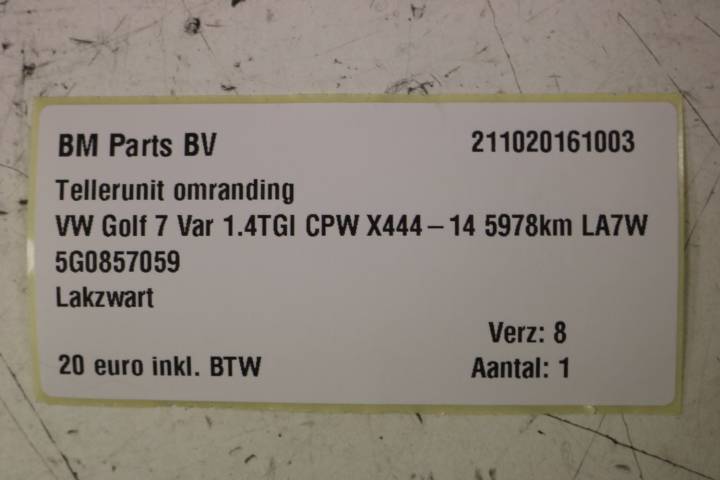 BM Parts BV 211020161003
Tellerunit omranding
VW Golf 7 Var 1.4TGI CPW X444-14 5978km LA7W
5G0857059
Lakzwart
Verz: 8
20 euro inkl. BTW Aantal: 1